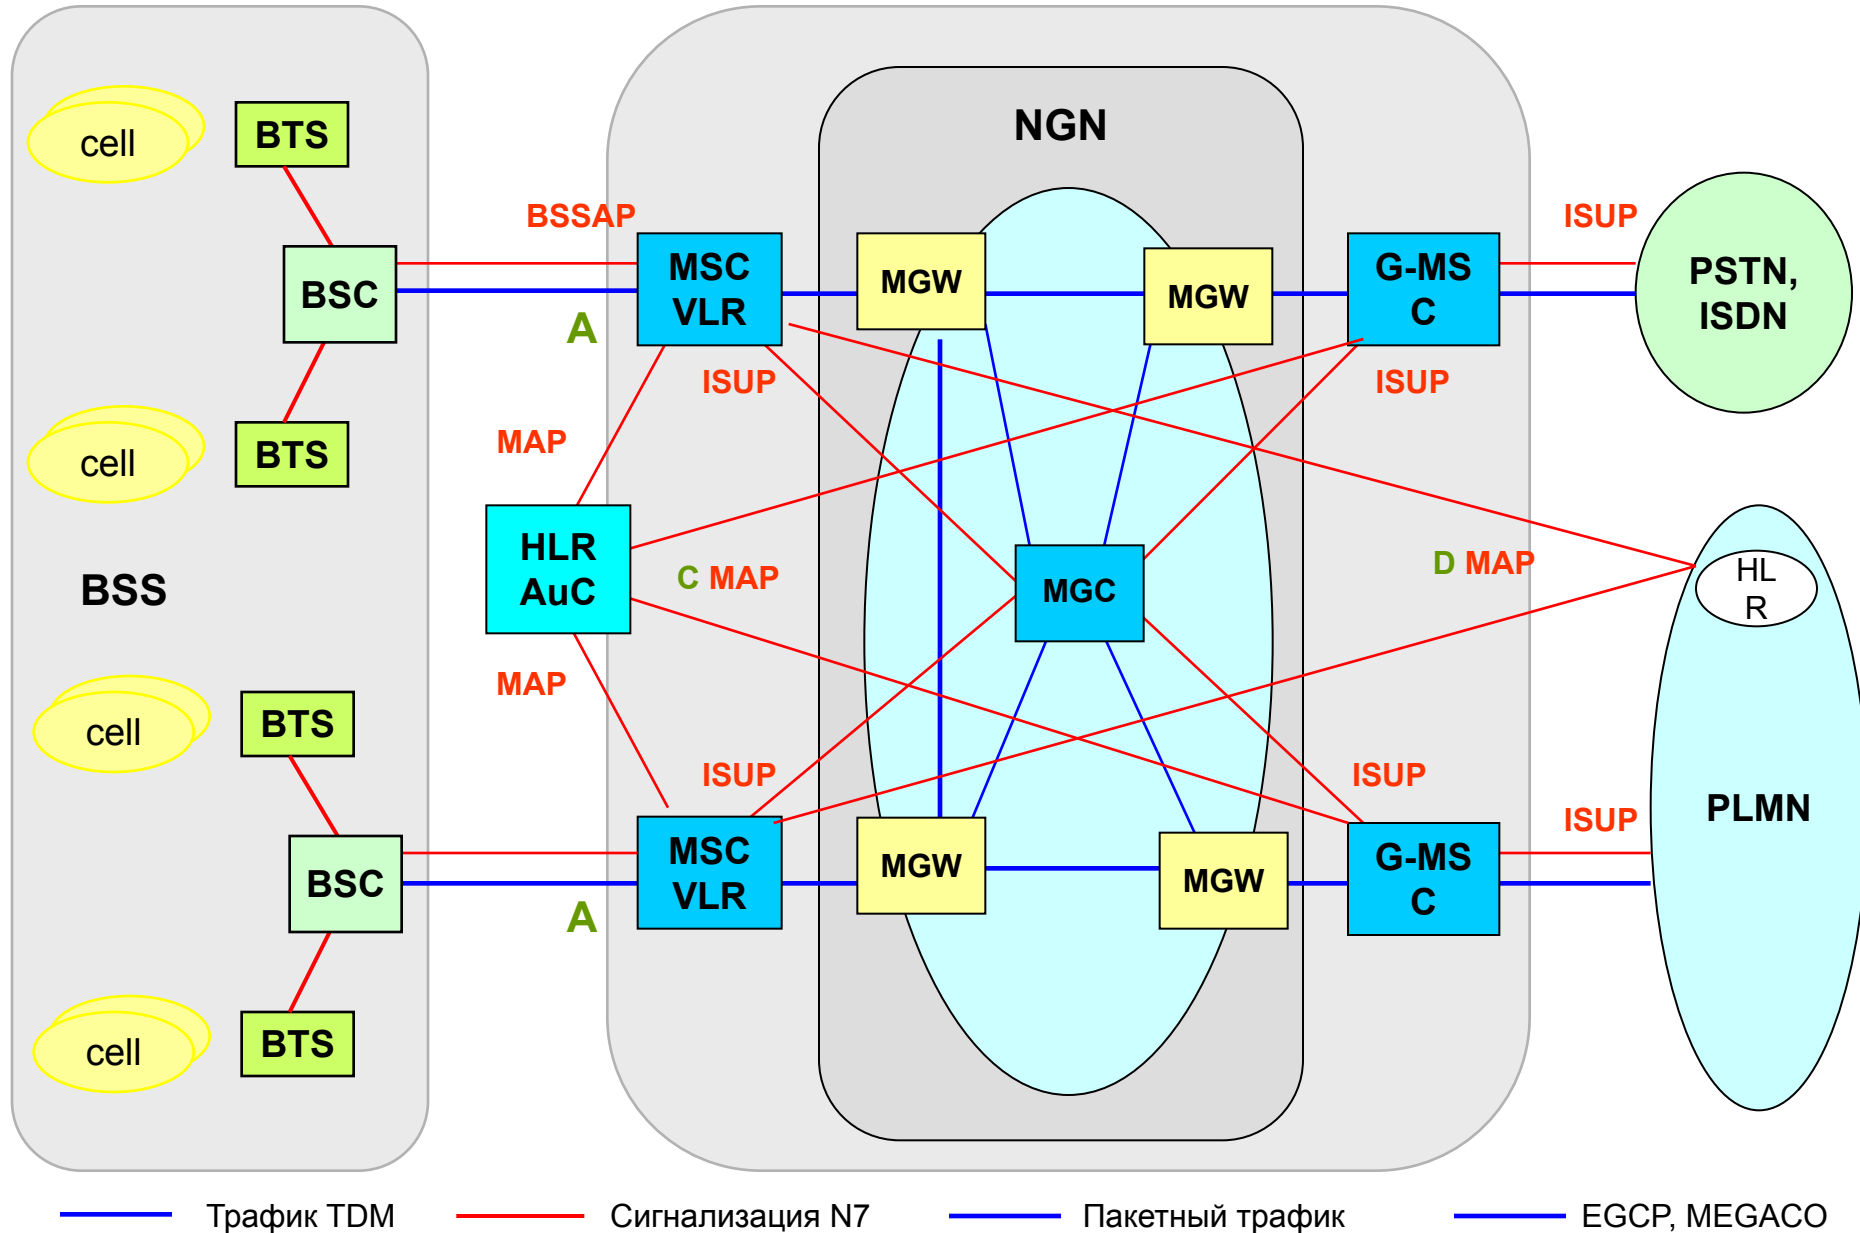 NGN
cell
BTS
BSSAP
ISUP
MSC
VLR
MGW
MGW
G-MS
C
PSTN,
ISDN
BSC
A
ISUP
ISUP
cell
BTS
MAP
HLR
AuC
C MAP
MGC
D MAP
HL
R
BSS
MAP
cell
BTS
ISUP
ISUP
ISUP
PLMN
MSC
VLR
MGW
MGW
G-MS
C
BSC
A
cell
BTS
Трафик TDM
Сигнализация N7
Пакетный трафик
EGCP, MEGACO